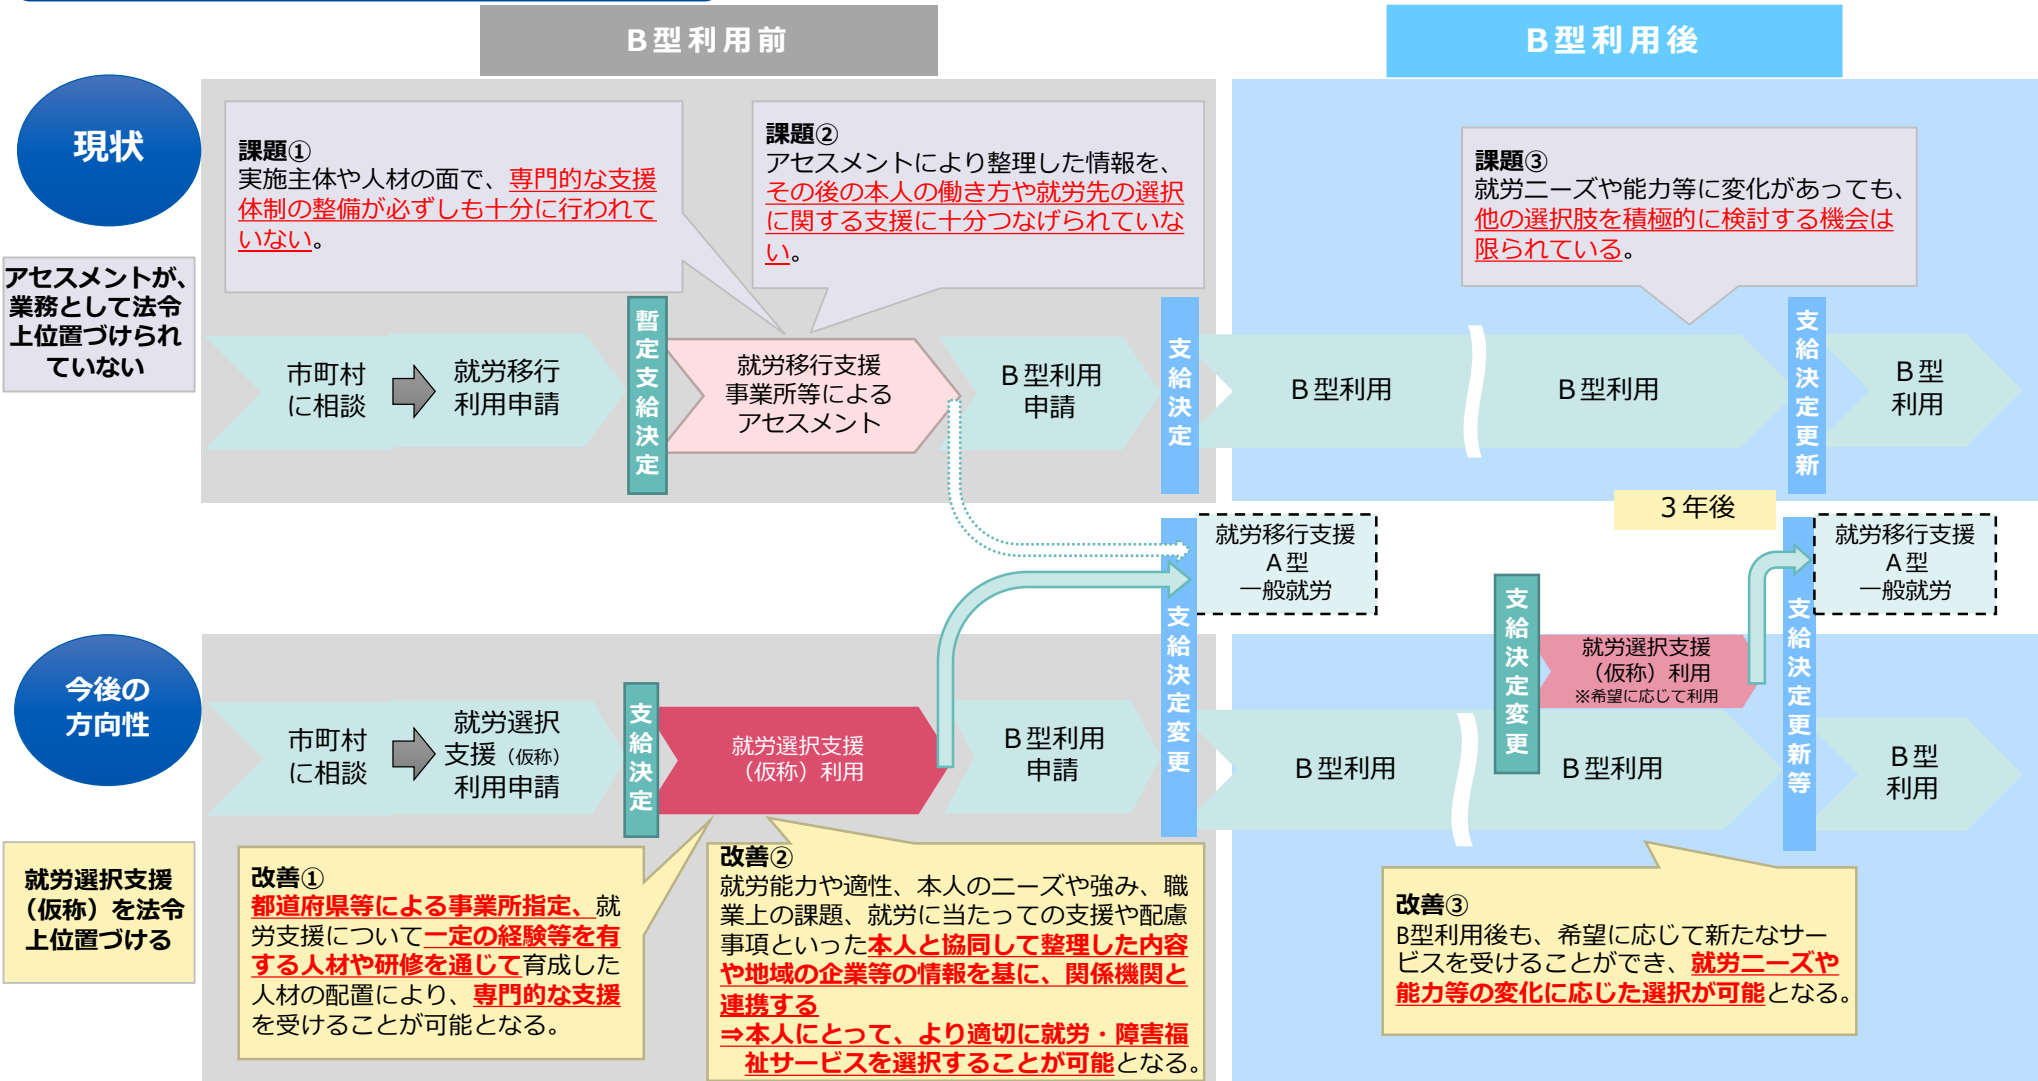 Ｂ型利用前
Ｂ型利用後
現状
アセスメントが、
業務として法令
上位置づけられ
ていない
課題①
実施主体や人材の面で、専門的な支援
体制の整備が必ずしも十分に行われて
いない。
課題②
アセスメントにより整理した情報を、
その後の本人の働き方や就労先の選択
に関する支援に十分つなげられていな
い。
課題③
就労ニーズや能力等に変化があっても、
他の選択肢を積極的に検討する機会は
限られている。
市町村
に相談
就労移行
利用申請
暫定支給決定
就労移行支援
事業所等による
アセスメント
Ｂ型利用
申請
支給決定
Ｂ型利用
Ｂ型利用
支給決定更新
Ｂ型
利用
３年後
就労移行支援
Ａ型
一般就労
就労移行支援
Ａ型
一般就労
今後の
方向性
就労選択支援
（仮称）を法令
上位置づける
市町村
に相談
就労選択
支援（仮称）
利用申請
支給決定
就労選択支援
（仮称）利用
Ｂ型利用
申請
支給決定変更
Ｂ型利用
支給決定変更
就労選択支援
（仮称）利用
※希望に応じて利用
Ｂ型利用
支給決定更新等
Ｂ型
利用
改善①
都道府県等による事業所指定、就
労支援について一定の経験等を有
する人材や研修を通じて育成した
人材の配置により、専門的な支援
を受けることが可能となる。
改善②
就労能力や適性、本人のニーズや強み、職
業上の課題、就労に当たっての支援や配慮
事項といった本人と協同して整理した内容
や地域の企業等の情報を基に、関係機関と
連携する
⇒本人にとって、より適切に就労・障害福
祉サービスを選択することが可能となる。
改善③
B型利用後も、希望に応じて新たなサー
ビスを受けることができ、就労ニーズや
能力等の変化に応じた選択が可能となる。